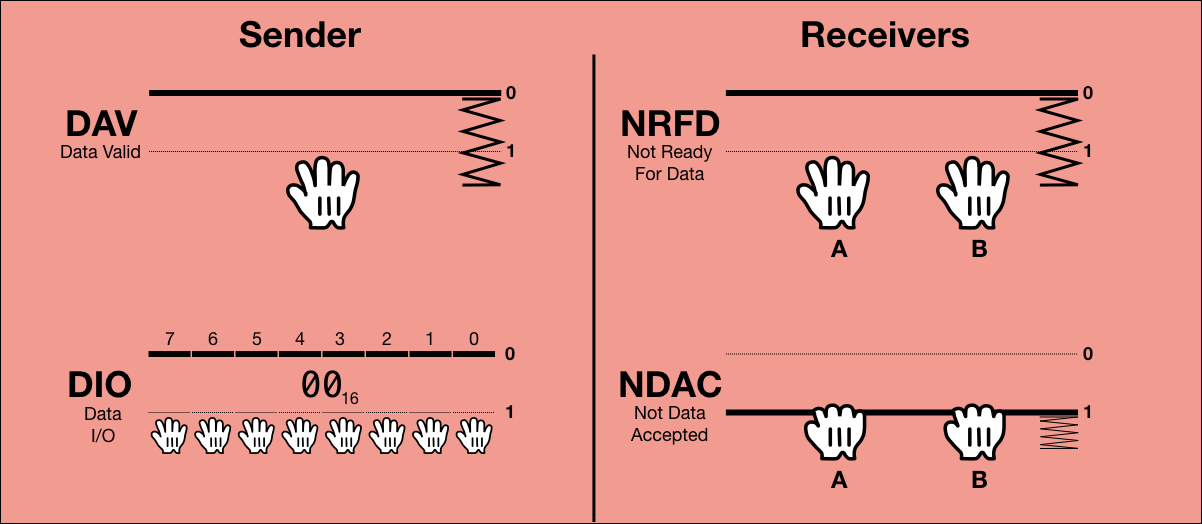 Sender
Receivers
0
DAV
Data Valid
1
0
NRFD
Not Ready
For Data
1
A B
7 6 5 4 3 2 1 0
0
DIO
Data
I/O
00₁₆
1
0
NDAC
Not Data
Accepted
1
A B